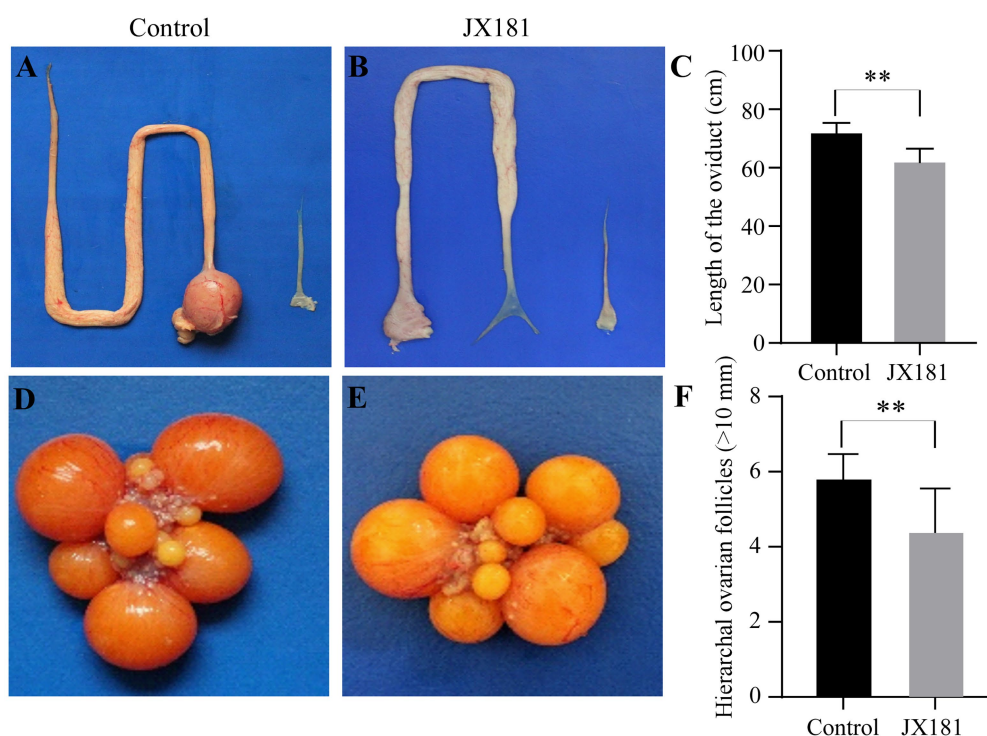 Control
JX181
A
B
C
Length of the oviduct (cm)
100
80
60
40
20
0
**
Control
JX181
D
E
F
Hierarchal ovarian follicles (>10 mm)
8
6
4
2
0
**
Control
JX181